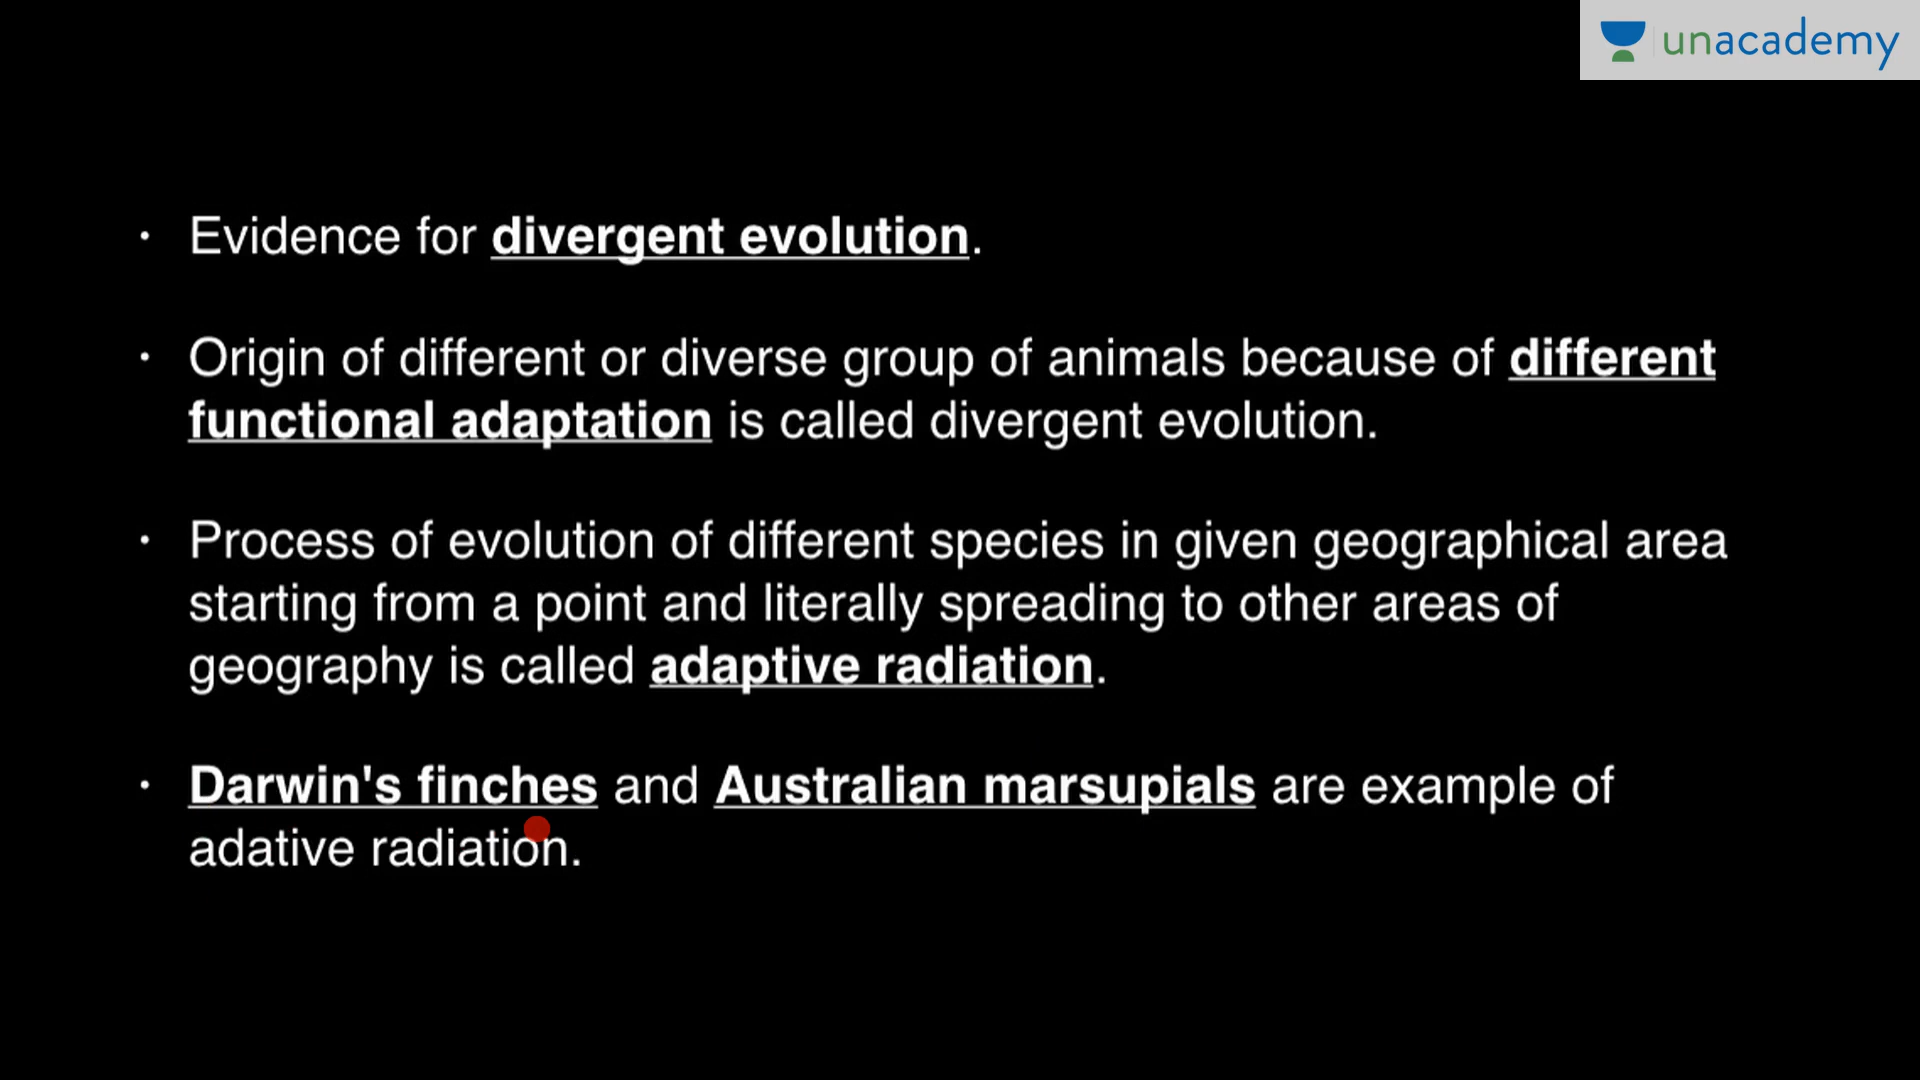 unacademy
• Evidence for divergent evolution.
• Origin of different or diverse group of animals because of different
functional adaptation is called divergent evolution.
• Process of evolution of different species in given geographical area
starting from a point and literally spreading to other areas of
geography is called adaptive radiation.
• Darwin's finches and Australian marsupials are example of
adative radiation.